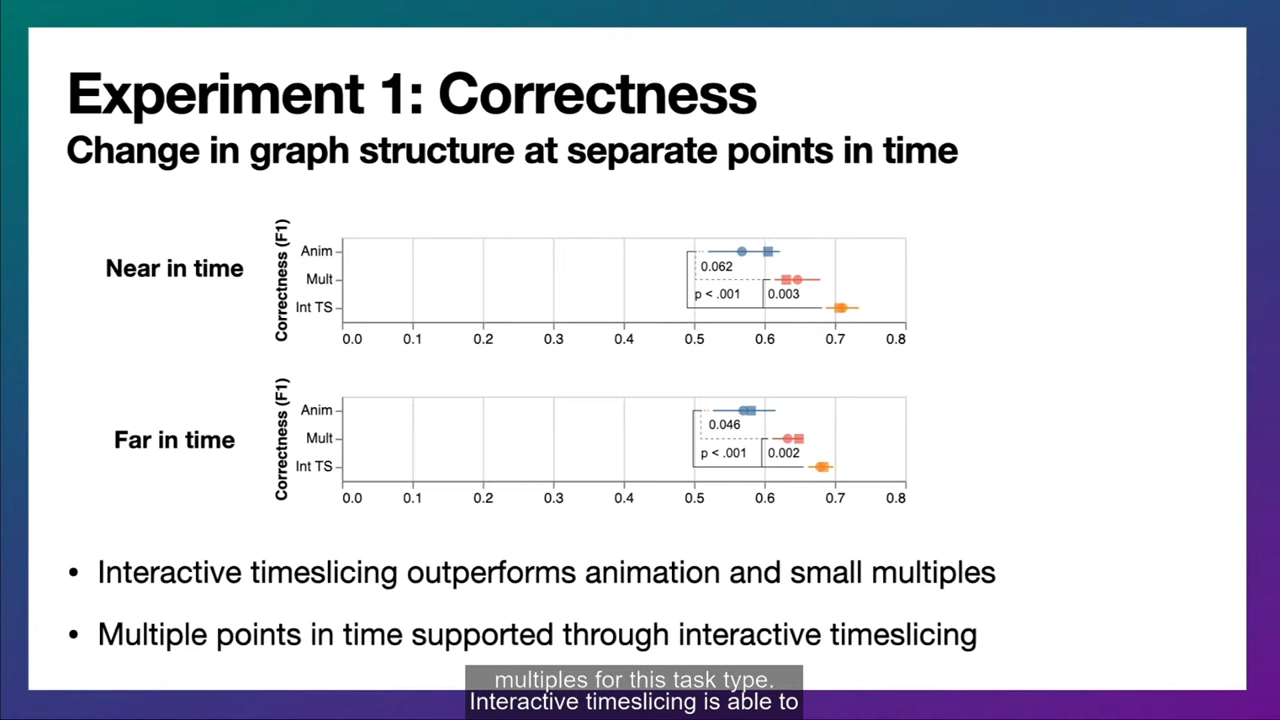 Experiment 1: Correctness
Change in graph structure at separate points in time
Near in time
Correctness (F1)
Anim
Mult
Int TS
0.062
p < .001
0.003
0.0 0.1 0.2 0.3 0.4 0.5 0.6 0.7 0.8
Far in time
Correctness (F1)
Anim
Mult
Int TS
0.046
p < .001
0.002
0.0 0.1 0.2 0.3 0.4 0.5 0.6 0.7 0.8
• Interactive timeslicing outperforms animation and small multiples
• Multiple points in time supported through interactive timeslicing
multiples for this task type.
Interactive timeslicing is able to